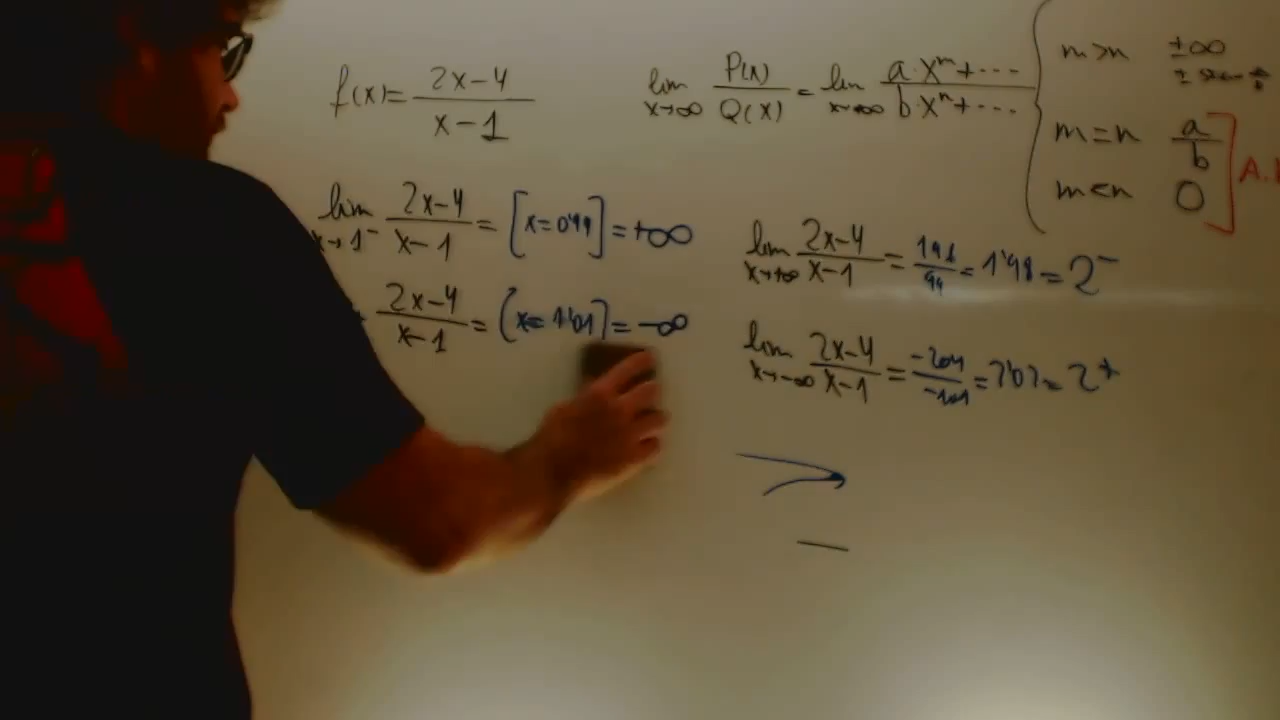 f(x)= 2x-4 / x-1
lim x→∞ P(x) / Q(x) = lim x→∞ a·x^m+··· / b·x^n+···
m>n ±∞
m=n a/b
m<n 0
A.
lim x→1⁻ 2x-4 / x-1 = [x=0'99] = +∞
2x-4 / x-1 = [x=1'01] = -∞
lim x→+∞ 2x-4 / x-1 = 196 / 99 = 1'98 = 2⁻
lim x→-∞ 2x-4 / x-1 = -204 / -101 = 2'02 = 2⁺